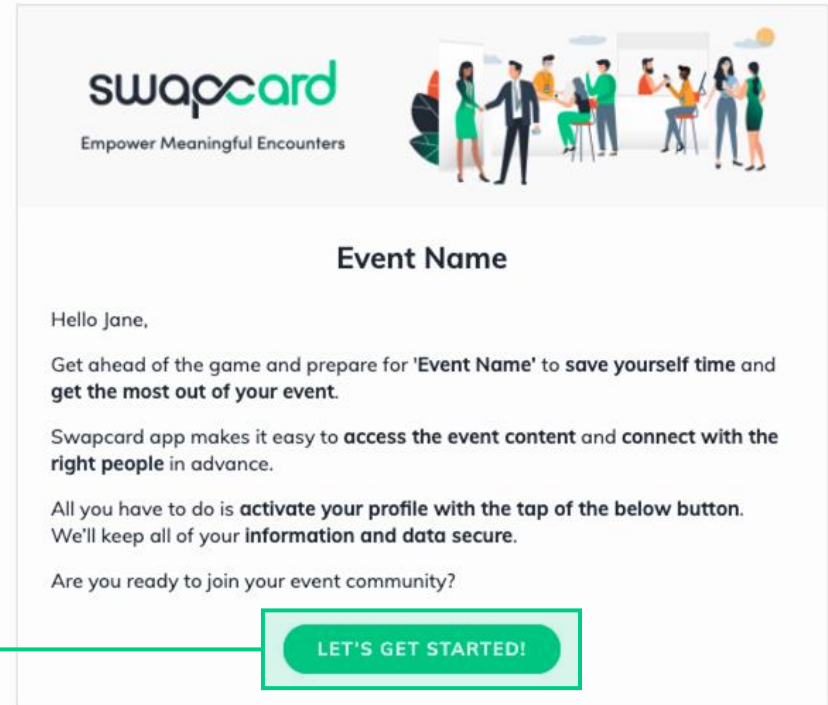 swapcard
Empower Meaningful Encounters
Event Name
Hello Jane,
Get ahead of the game and prepare for 'Event Name' to save yourself time and
get the most out of your event.
Swapcard app makes it easy to access the event content and connect with the
right people in advance.
All you have to do is activate your profile with the tap of the below button.
We'll keep all of your information and data secure.
Are you ready to join your event community?
LET'S GET STARTED!